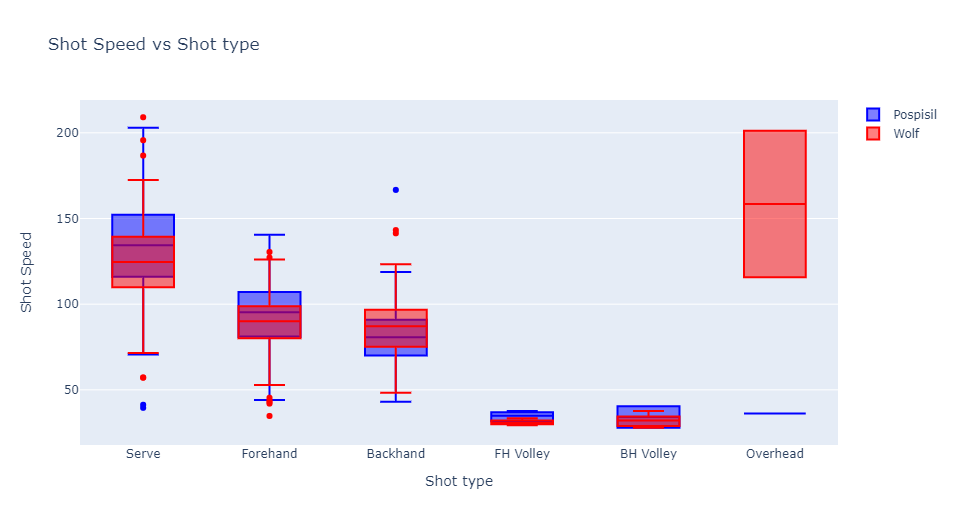 Shot Speed vs Shot type
Pospisil
Wolf
200
150
100
50
Shot Speed
Serve
Forehand
Backhand
FH Volley
BH Volley
Overhead
Shot type